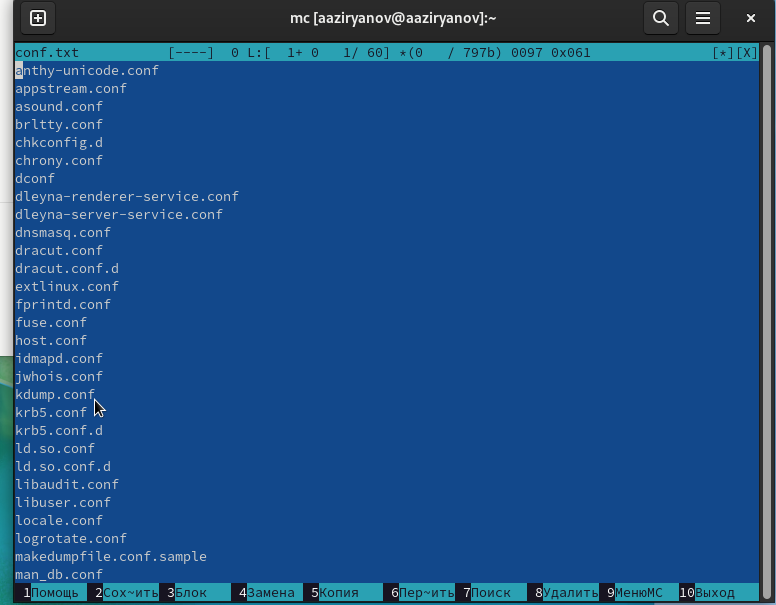 mc [aaziryanov@aaziryanov]:~
conf.txt [----] 0 L:[ 1+ 0 1/ 60] *(0 / 797b) 0097 0x061 [*][X]
anthy-unicode.conf
appstream.conf
asound.conf
brltty.conf
chkconfig.d
chrony.conf
dconf
dleyna-renderer-service.conf
dleyna-server-service.conf
dnsmasq.conf
dracut.conf
dracut.conf.d
extlinux.conf
fprintd.conf
fuse.conf
host.conf
idmapd.conf
jwhois.conf
kdump.conf
krb5.conf
krb5.conf.d
ld.so.conf
ld.so.conf.d
libaudit.conf
libuser.conf
locale.conf
logrotate.conf
makedumpfile.conf.sample
man_db.conf
1Помощь 2Сох~ить 3Блок 4Замена 5Копия 6Пер~ить 7Поиск 8Удалить 9МенюMC 10Выход